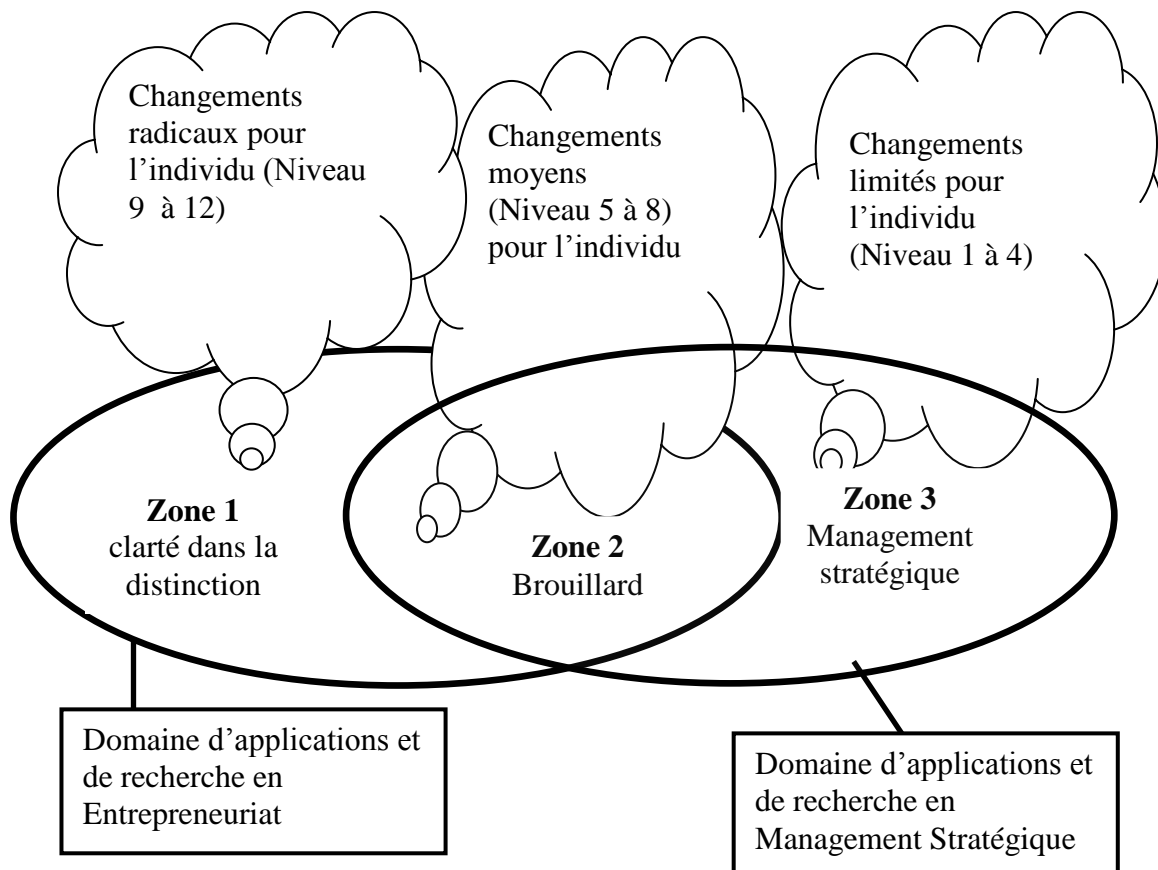 Changements
radicaux pour
l'individu (Niveau
9 à 12)
Changements
moyens
(Niveau 5 à 8)
pour l'individu
Changements
limités pour
l'individu
(Niveau 1 à 4)
Zone 1
clarté dans la
distinction
Zone 2
Brouillard
Zone 3
Management
stratégique
Domaine d'applications et
de recherche en
Entrepreneuriat
Domaine d'applications et
de recherche en
Management Stratégique